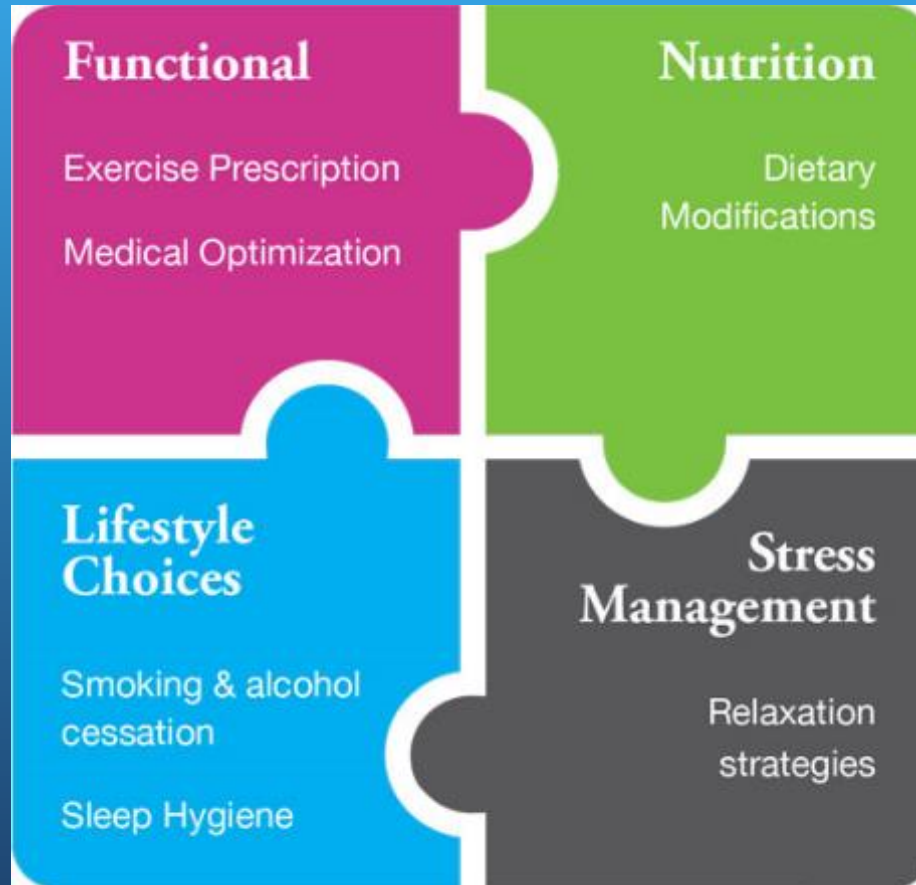 Functional
Exercise Prescription
Medical Optimization
Nutrition
Dietary
Modifications
Lifestyle
Choices
Smoking & alcohol
cessation
Sleep Hygiene
Stress
Management
Relaxation
strategies